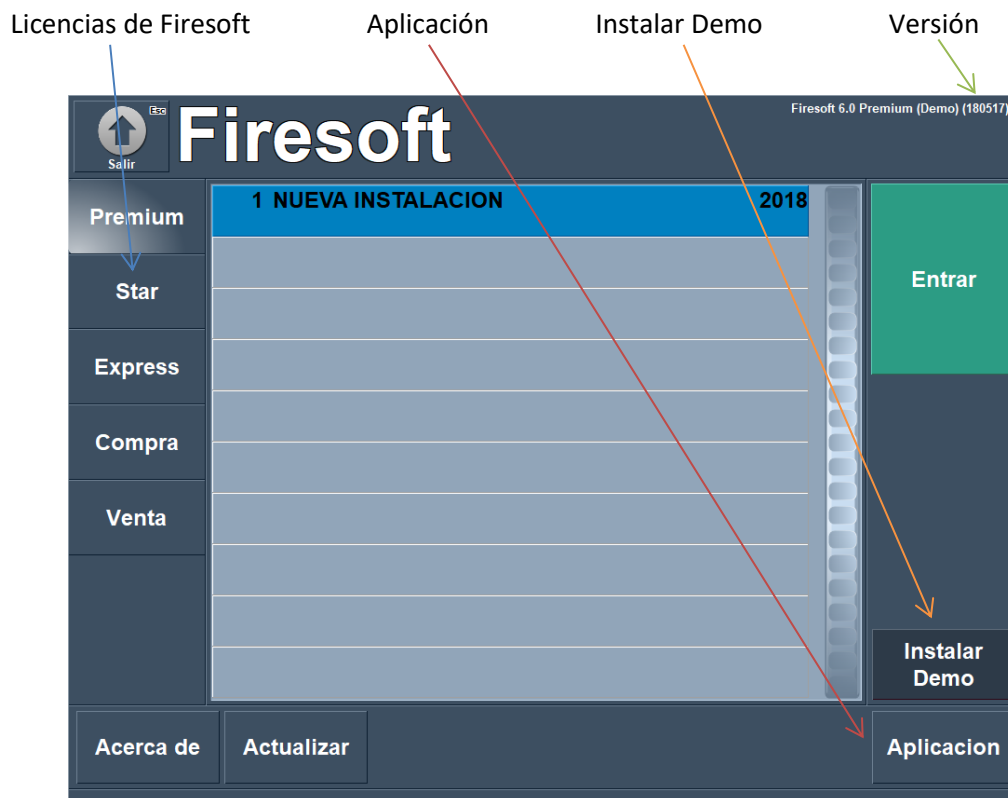 Licencias de Firesoft Aplicación Instalar Demo Versión
Esc
Salir
Firesoft
Firesoft 6.0 Premium (Demo) (180517)
Premium
1 NUEVA INSTALACION 2018
Star
Express
Compra
Venta
Entrar
Instalar
Demo
Acerca de
Actualizar
Aplicacion